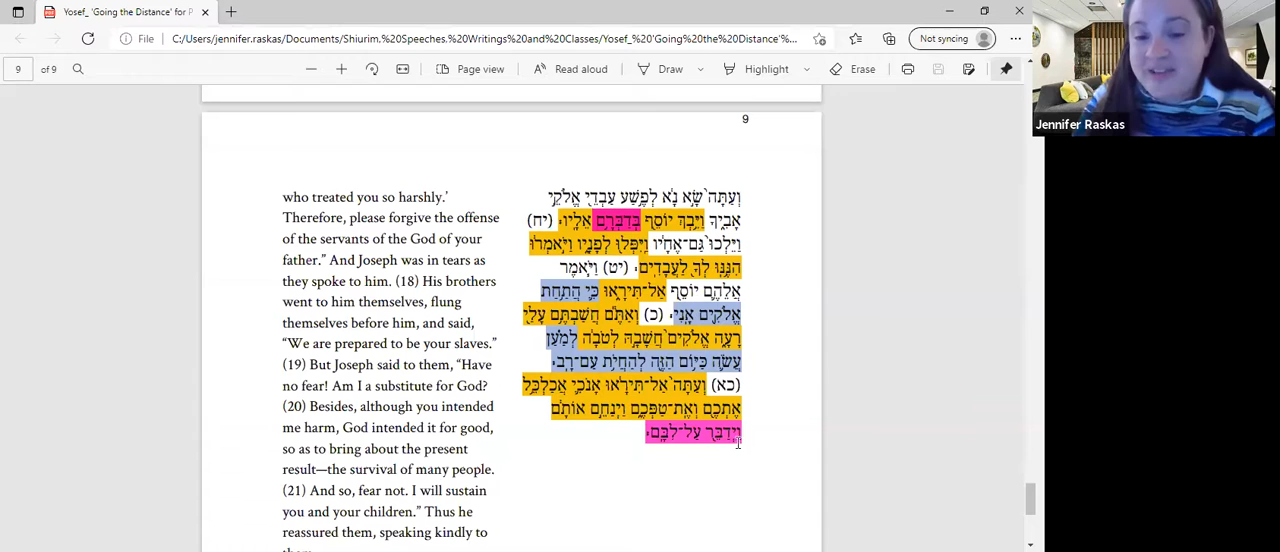 Yosef_ 'Going the Distance' for P
File
C:/Users/jennifer.raskas/Documents/Shiurim.%20Speeches.%20Writings%20and%20Classes/Yosef_%20'Going%20the%20Distance'%...
Not syncing
9 of 9
Page view
Read aloud
Draw
Highlight
Erase
Jennifer Raskas
9
who treated you so harshly.’
Therefore, please forgive the offense
of the servants of the God of your
father.” And Joseph was in tears as
they spoke to him. (18) His brothers
went to him themselves, flung
themselves before him, and said,
“We are prepared to be your slaves.”
(19) But Joseph said to them, “Have
no fear! Am I a substitute for God?
(20) Besides, although you intended
me harm, God intended it for good,
so as to bring about the present
result—the survival of many people.
(21) And so, fear not. I will sustain
you and your children.” Thus he
reassured them, speaking kindly to
them.
וְעַתָּה֙ שָׂ֣א נָ֔א לְפֶ֥שַׁע עַבְדֵ֖י אֱלֹקֵ֣י
אָבִ֑יךָ וַיֵּ֥בְךְּ יוֹסֵ֖ף בְּדַבְּרָ֥ם אֵלָֽיו׃ (יח)
וַיֵּלְכוּ֙ גַּם־אֶחָ֔יו וַֽיִּפְּל֖וּ לְפָנָ֑יו וַיֹּ֣אמְר֔וּ
הִנֶּ֥נּֽוּ לְךָ֖ לַעֲבָדִֽים׃ (יט) וַיֹּ֧אמֶר
אֲלֵהֶ֛ם יוֹסֵ֖ף אַל־תִּירָ֑אוּ כִּ֛י הֲתַ֥חַת
אֱלֹקִ֖ים אָֽנִי׃ (כ) וְאַתֶּ֕ם חֲשַׁבְתֶּ֥ם עָלַ֖י
רָעָ֑ה אֱלֹקִים֙ חֲשָׁבָ֣הּ לְטֹבָ֔ה לְמַ֗עַן
עֲשֹׂ֛ה כַּיּ֥וֹם הַזֶּ֖ה לְהַחֲיֹ֥ת עַם־רָֽב׃
(כא) וְעַתָּה֙ אַל־תִּירָ֔אוּ אָנֹכִ֛י אֲכַלְכֵּ֥ל
אֶתְכֶ֖ם וְאֶֽת־טַפְּכֶ֑ם וַיְנַחֵ֣ם אוֹתָ֔ם
וַיְדַבֵּ֖ר עַל־לִבָּֽם׃